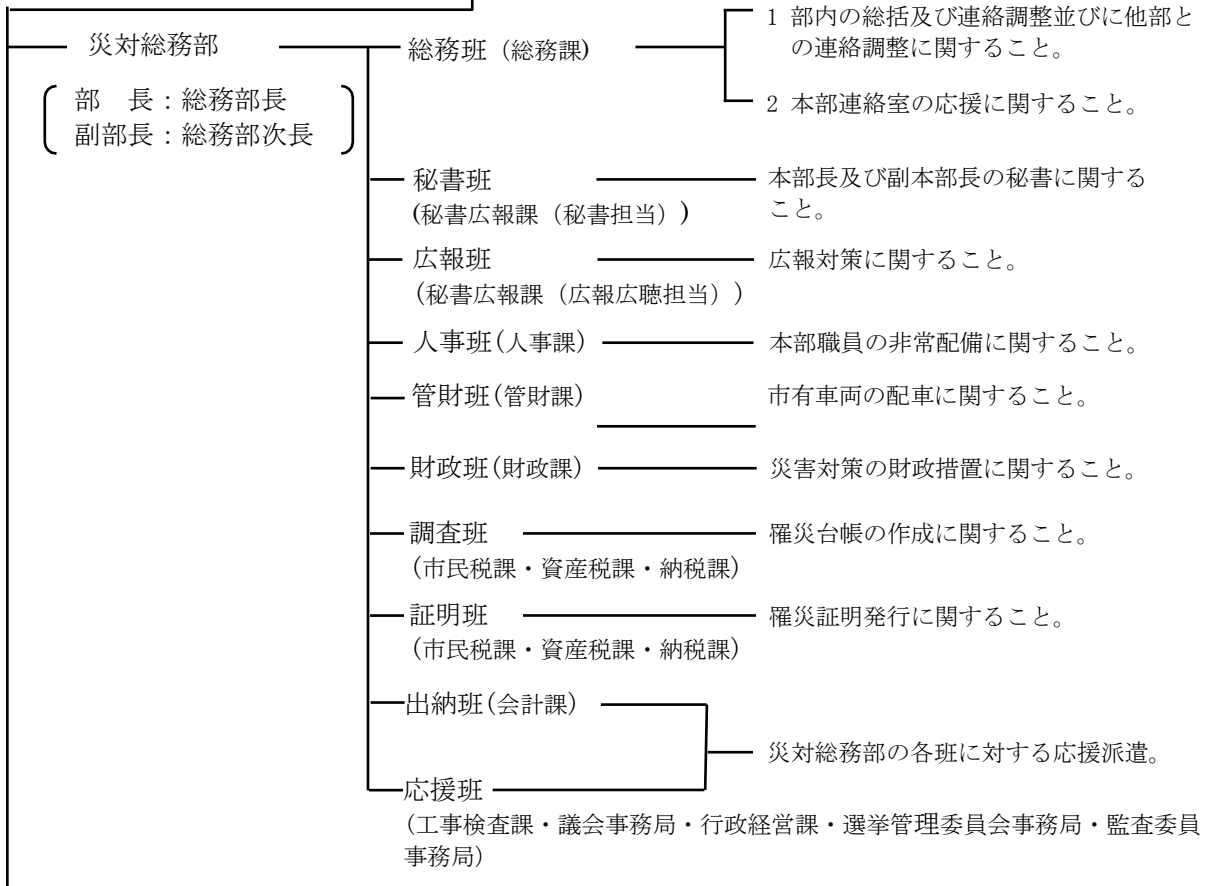 災対総務部
部　長：総務部長
副部長：総務部次長
総務班（総務課）
1 部内の総括及び連絡調整並びに他部と
の連絡調整に関すること。
2 本部連絡室の応援に関すること。
秘書班
(秘書広報課（秘書担当）)
本部長及び副本部長の秘書に関する
こと。
広報班
（秘書広報課（広報広聴担当））
広報対策に関すること。
人事班(人事課)
本部職員の非常配備に関すること。
管財班(管財課)
市有車両の配車に関すること。
財政班(財政課)
災害対策の財政措置に関すること。
調査班
（市民税課・資産税課・納税課）
罹災台帳の作成に関すること。
証明班
（市民税課・資産税課・納税課）
罹災証明発行に関すること。
出納班(会計課)
応援班
（工事検査課・議会事務局・行政経営課・選挙管理委員会事務局・監査委員
事務局）
災対総務部の各班に対する応援派遣。